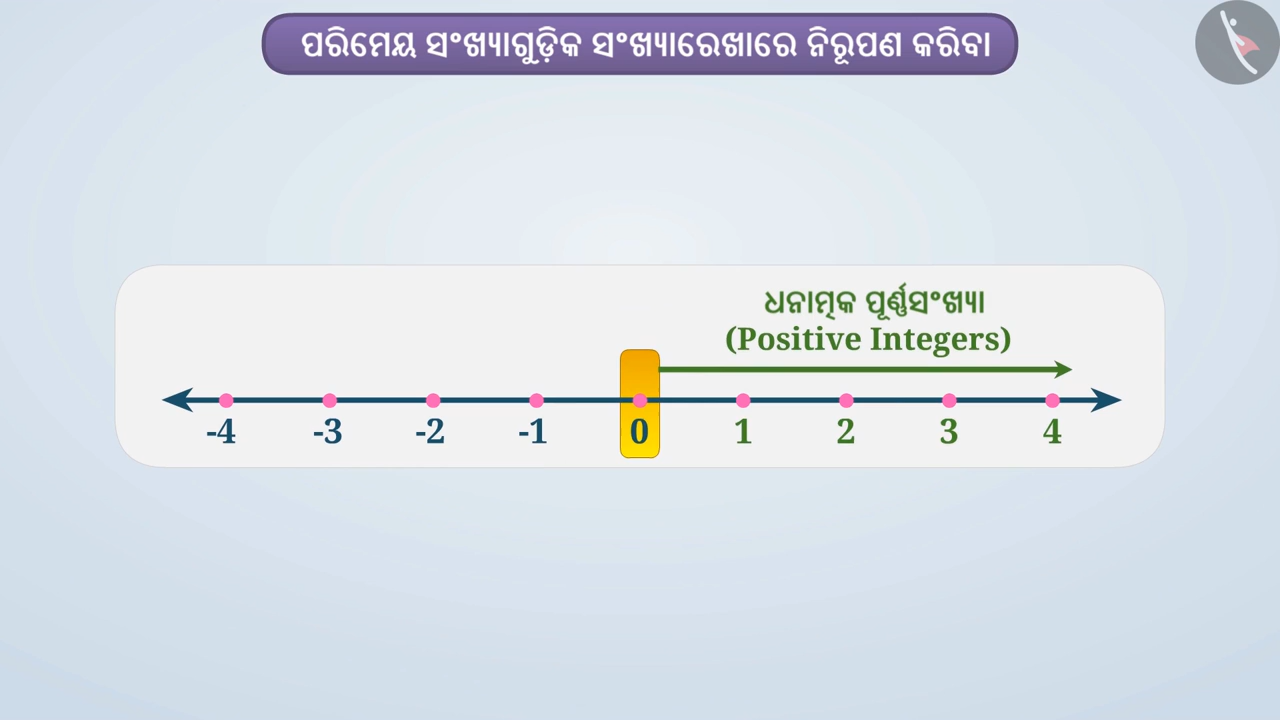 ପରିମେୟ ସଂଖ୍ୟାଗୁଡ଼ିକ ସଂଖ୍ୟାରେଖାରେ ନିରୂପଣ କରିବା
ଧନାତ୍ମକ ପୂର୍ଣ୍ଣସଂଖ୍ୟା
(Positive Integers)
-4 -3 -2 -1 0 1 2 3 4